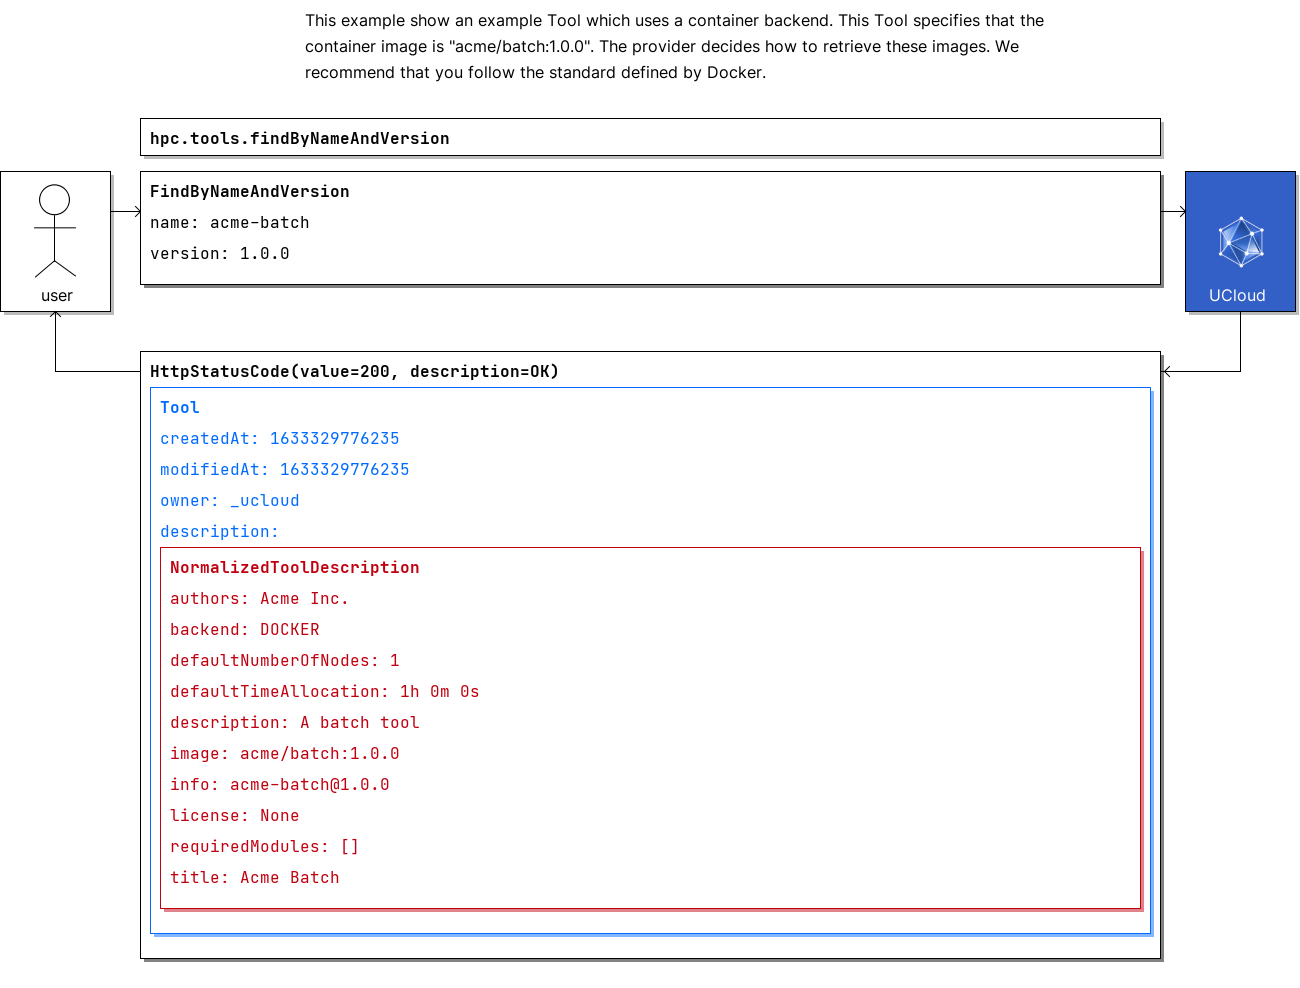 This example show an example Tool which uses a container backend. This Tool specifies that the
container image is "acme/batch:1.0.0". The provider decides how to retrieve these images. We
recommend that you follow the standard defined by Docker.
hpc.tools.findByNameAndVersion
FindByNameAndVersion
name: acme-batch
version: 1.0.0
user
UCloud
HttpStatusCode(value=200, description=OK)
Tool
createdAt: 1633329776235
modifiedAt: 1633329776235
owner: _ucloud
description:
NormalizedToolDescription
authors: Acme Inc.
backend: DOCKER
defaultNumberOfNodes: 1
defaultTimeAllocation: 1h 0m 0s
description: A batch tool
image: acme/batch:1.0.0
info: acme-batch@1.0.0
license: None
requiredModules: []
title: Acme Batch